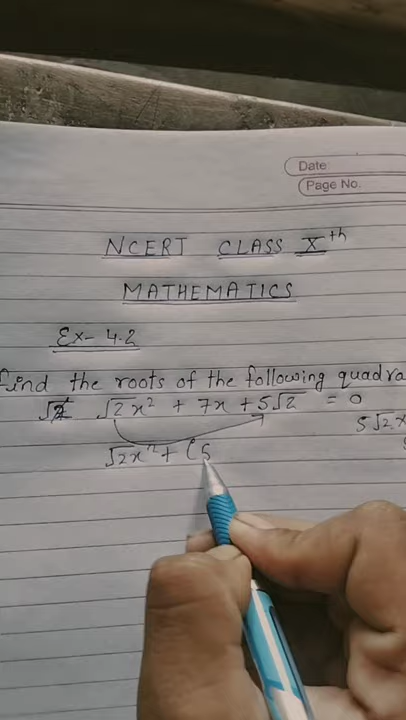 Date:
Page No.
NCERT CLASS Xth
MATHEMATICS
Ex- 4.2
find the roots of the following
√2x² + 7x + 5√2 = 0
5√2x
√2x² + (5